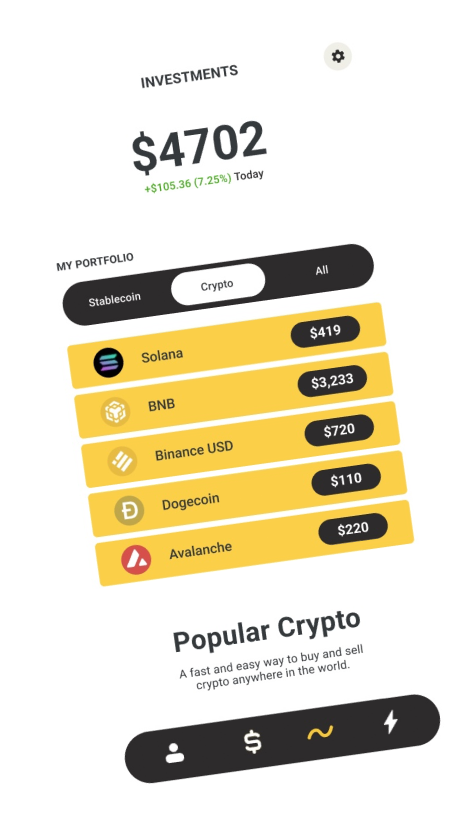 INVESTMENTS
$4702
+$105.36 (7.25%) Today
MY PORTFOLIO
Stablecoin Crypto All
Solana $419
BNB $3,233
Binance USD $720
Dogecoin $110
Avalanche $220
Popular Crypto
A fast and easy way to buy and sell
crypto anywhere in the world.